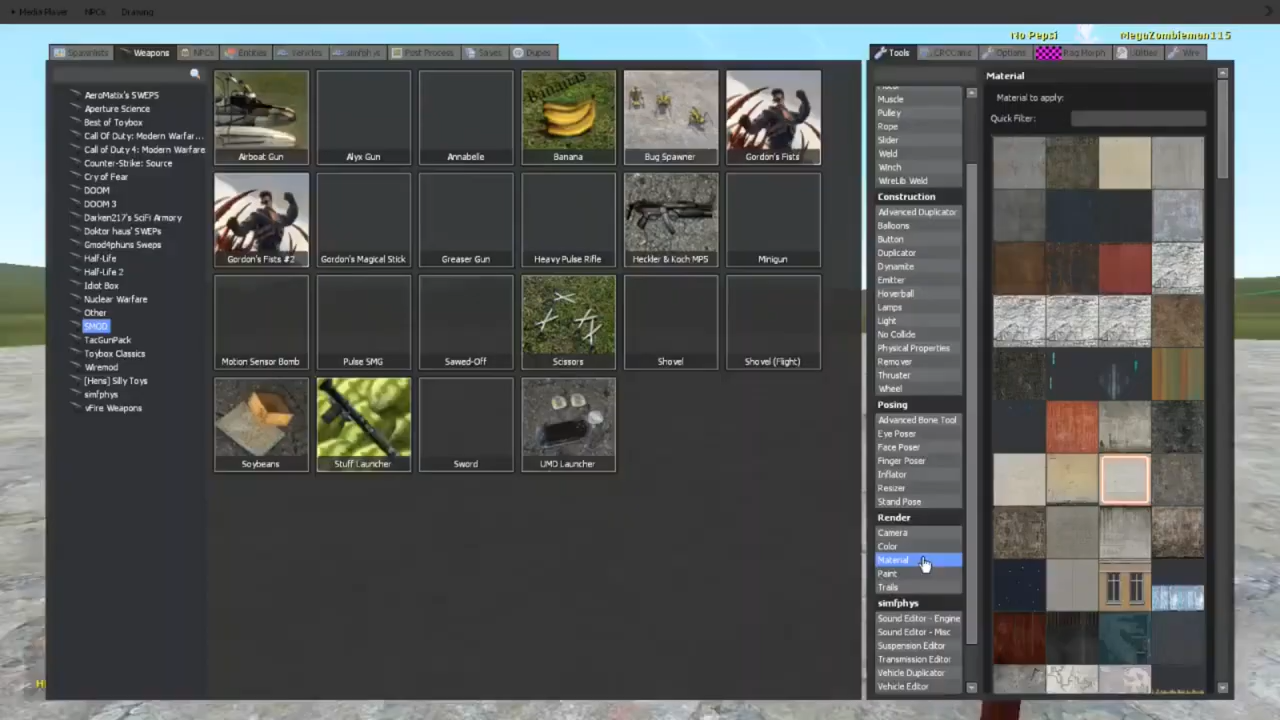 + Media Player NPCs Drawing
No Pepsi MegaZombieman115
Spawnlists Weapons NPCs Entities Vehicles simfphys Post Process Saves Dupes
Tools Options Rag Morph Utilities Wire
AeroMatix's SWEPS
Aperture Science
Best of Toybox
Call Of Duty: Modern Warfar...
Call Of Duty 4: Modern Warfare
Counter-Strike: Source
Cry of Fear
DOOM
DOOM 3
Darken217's SciFi Armory
Doktor haus' SWEPs
Gmod4phuns Sweps
Half-Life
Half-Life 2
Idiot Box
Nuclear Warfare
Other
SMOD
TacGunPack
Toybox Classics
Wiremod
[Hens] Silly Toys
simfphys
vFire Weapons
Airboat Gun Alyx Gun Annabelle Banana Bug Spawner Gordon's Fists
Bananas
Gordon's Fists #2 Gordon's Magical Stick Greaser Gun Heavy Pulse Rifle Heckler & Koch MP5 Minigun
Motion Sensor Bomb Pulse SMG Sawed-Off Scissors Shovel Shovel (Flight)
Soybeans Stuff Launcher Sword UMD Launcher
Muscle
Pulley
Rope
Slider
Weld
Winch
WireLib Weld
Construction
Advanced Duplicator
Balloons
Button
Duplicator
Dynamite
Emitter
Hoverball
Lamps
Light
No Collide
Physical Properties
Remover
Thruster
Wheel
Posing
Advanced Bone Tool
Eye Poser
Face Poser
Finger Poser
Inflator
Resizer
Stand Pose
Render
Camera
Color
Material
Paint
Trails
simfphys
Sound Editor - Engine
Sound Editor - Misc
Suspension Editor
Transmission Editor
Vehicle Duplicator
Vehicle Editor
Material
Material to apply:
Quick Filter: